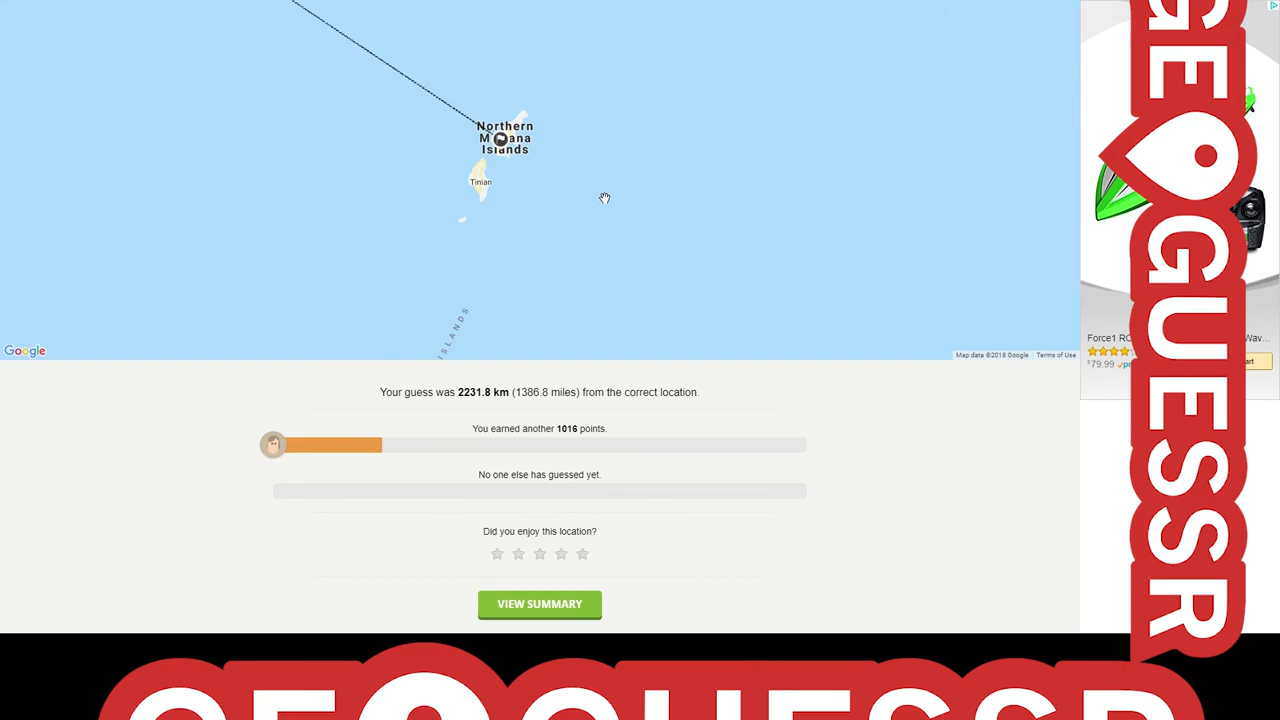 Northern
Islands
Tinian
ISLANDS
Google
Map data ©2018 Google
Terms of Use
Your guess was 2231.8 km (1386.8 miles) from the correct location.
You earned another 1016 points.
No one else has guessed yet.
Did you enjoy this location?
VIEW SUMMARY
Force1 RC
Wav...
$79.99
GEOGUESSR
GEOGUESSR